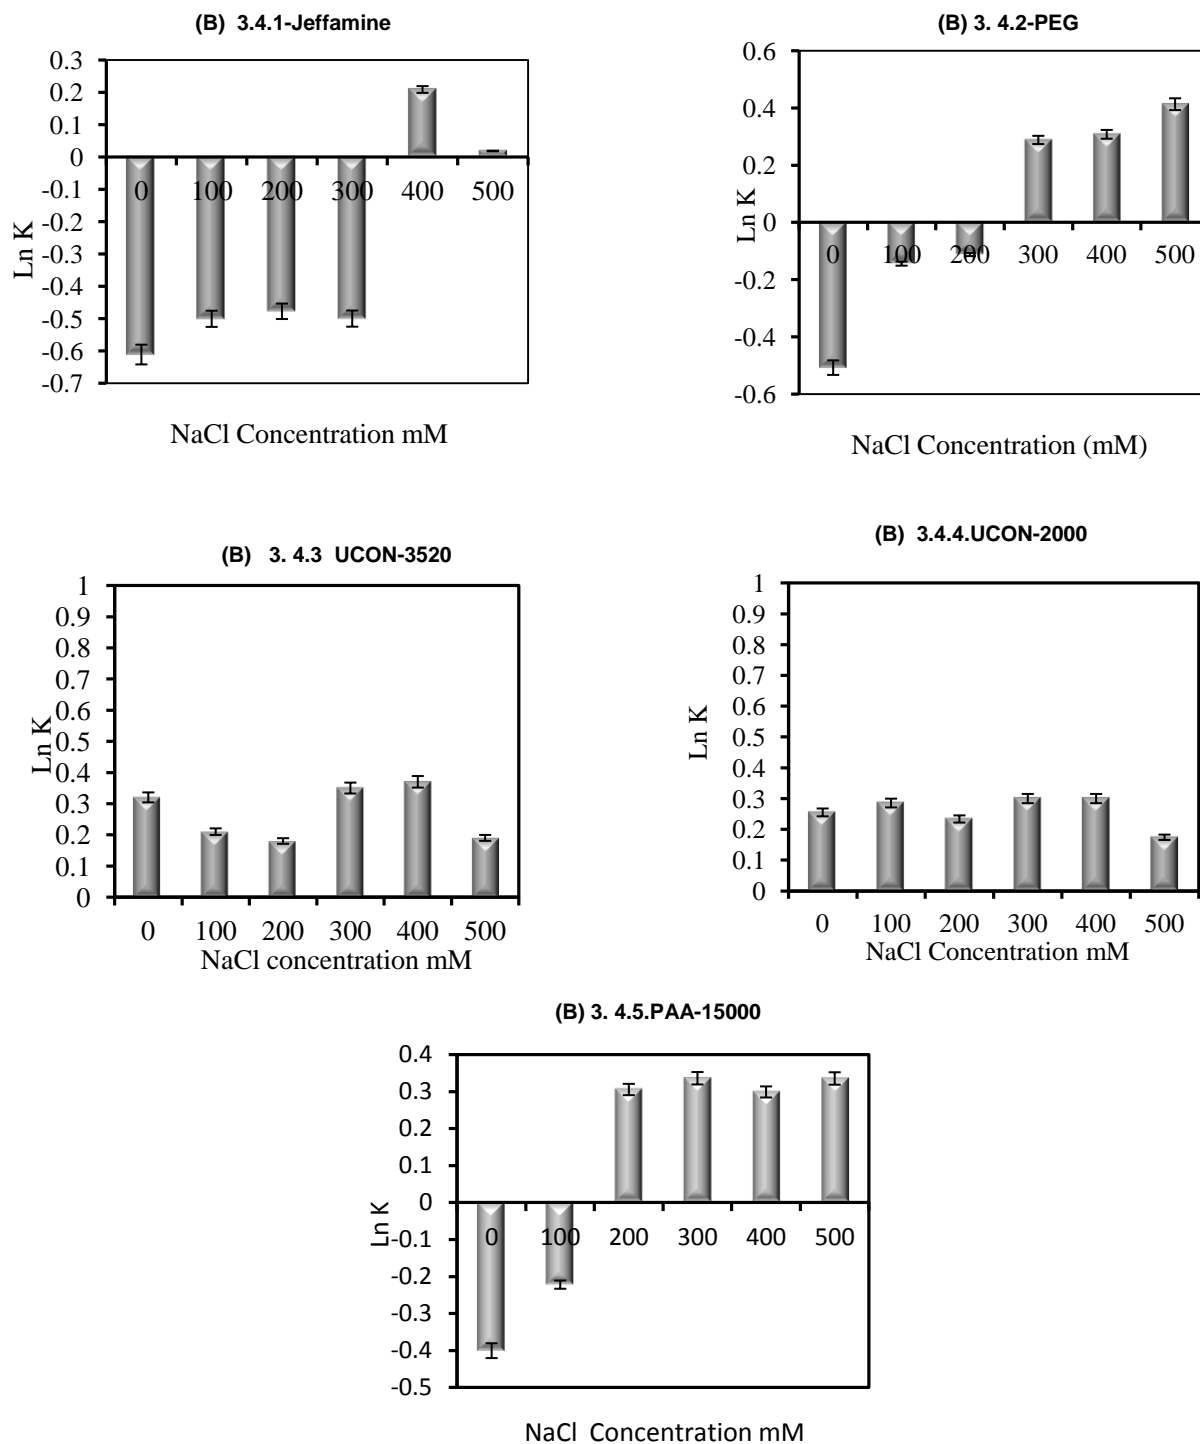 (B) 3.4.1-Jeffamine
0.3
0.2
0.1
0
-0.1
-0.2
-0.3
-0.4
-0.5
-0.6
-0.7
Ln K
0 100 200 300 400 500
NaCl Concentration mM
(B) 3. 4.2-PEG
0.6
0.4
0.2
0
-0.2
-0.4
-0.6
Ln K
0 100 200 300 400 500
NaCl Concentration (mM)
(B) 3. 4.3 UCON-3520
1
0.9
0.8
0.7
0.6
0.5
0.4
0.3
0.2
0.1
0
Ln K
0 100 200 300 400 500
NaCl concentration mM
(B) 3.4.4.UCON-2000
1
0.9
0.8
0.7
0.6
0.5
0.4
0.3
0.2
0.1
0
Ln K
0 100 200 300 400 500
NaCl Concentration mM
(B) 3. 4.5.PAA-15000
0.4
0.3
0.2
0.1
0
-0.1
-0.2
-0.3
-0.4
-0.5
Ln K
0 100 200 300 400 500
NaCl Concentration mM